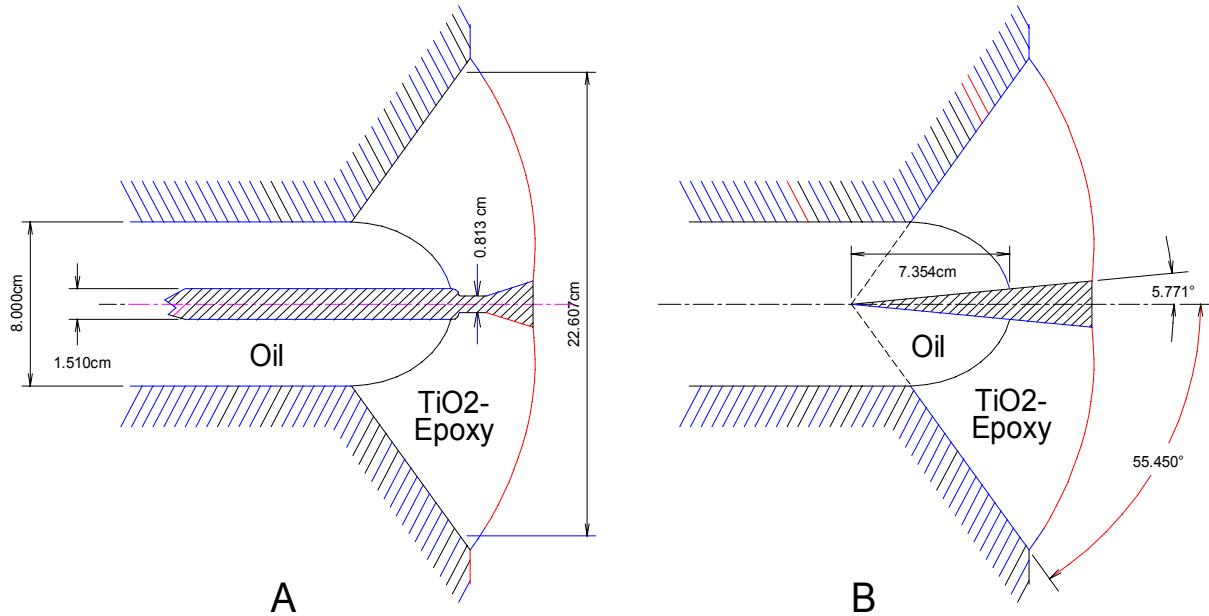 8.000cm
1.510cm
Oil
0.813 cm
22.607cm
TiO2-
Epoxy
A
7.354cm
5.771°
Oil
TiO2-
Epoxy
55.450°
B